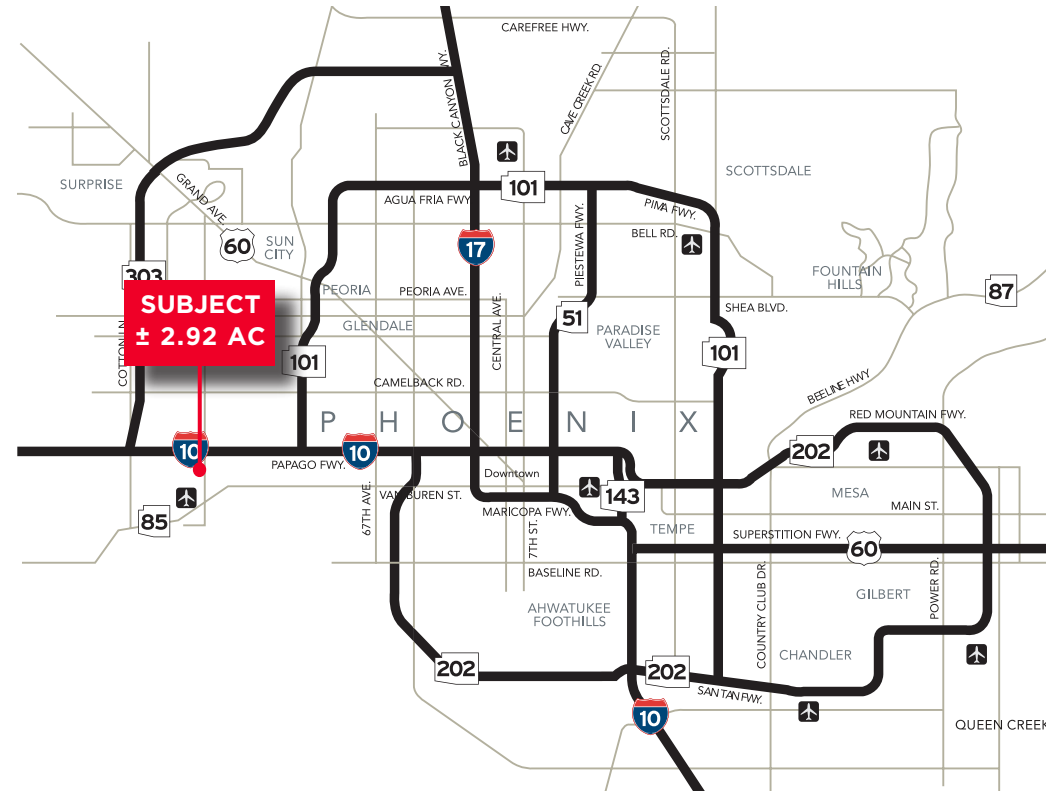 CAREFREE HWY.
BLACK CANYON
WY.
CAVE CREEK RD.
SCOTTSDALE RD.
SCOTTSDALE
SURPRISE
GRAND AVE.
101
AGUA FRIA FWY.
PIMA FWY.
BELL RD.
PIESTEWA FWY.
60
SUN
CITY
17
303
FOUNTAIN
HILLS
87
PEORIA
PEORIA AVE.
SUBJECT
± 2.92 AC
SHEA BLVD.
51
GLENDALE
CENTRAL AVE.
PARADISE
VALLEY
COTTON LN
101
101
CAMELBACK RD.
BEELINE HWY
PHOENIX
RED MOUNTAIN FWY.
10
10
202
PAPAGO FWY.
Downtown
67TH AVE.
VAN BUREN ST.
143
MESA
MAIN ST.
85
MARICOPA FWY.
7TH ST.
TEMPE
SUPERSTITION FWY.
60
BASELINE RD.
COUNTRY CLUB DR.
GILBERT
POWER RD.
AHWATUKEE
FOOTHILLS
CHANDLER
202
202
SANTAN FWY.
10
QUEEN CREEK